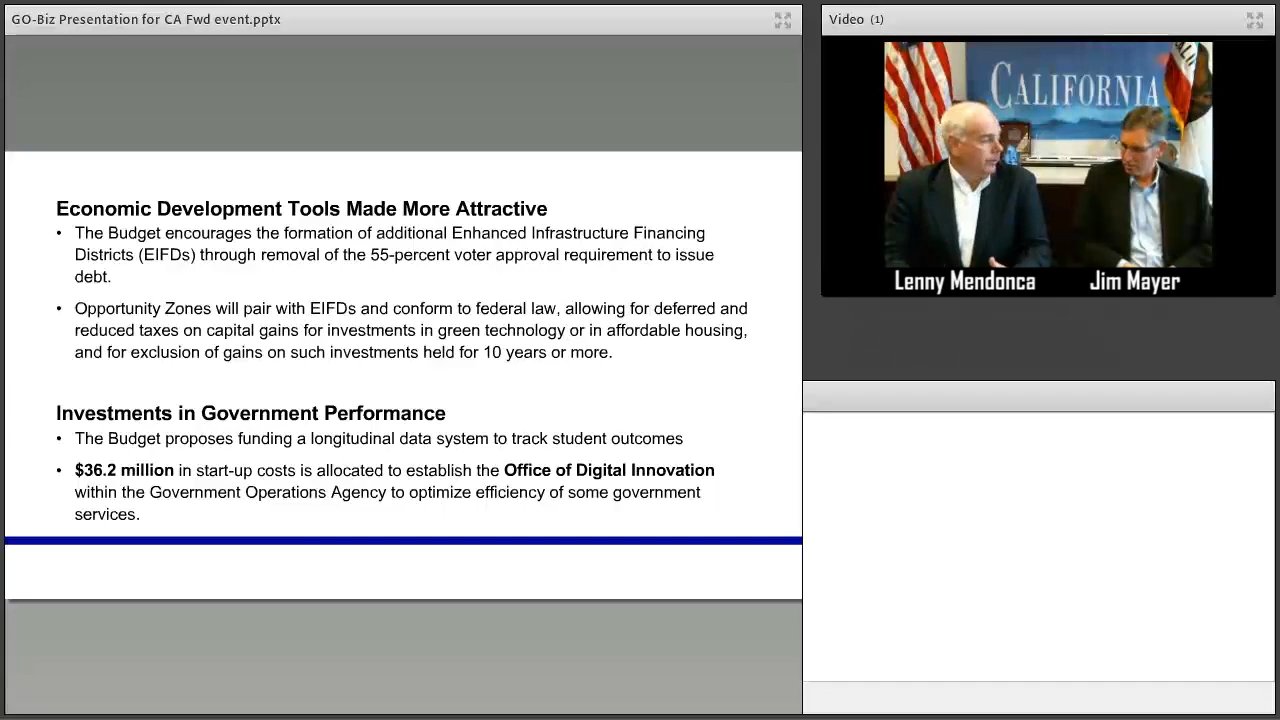 GO-Biz Presentation for CA Fwd event.pptx
Economic Development Tools Made More Attractive
• The Budget encourages the formation of additional Enhanced Infrastructure Financing
Districts (EIFDs) through removal of the 55-percent voter approval requirement to issue
debt.
• Opportunity Zones will pair with EIFDs and conform to federal law, allowing for deferred and
reduced taxes on capital gains for investments in green technology or in affordable housing,
and for exclusion of gains on such investments held for 10 years or more.
Investments in Government Performance
• The Budget proposes funding a longitudinal data system to track student outcomes
• $36.2 million in start-up costs is allocated to establish the Office of Digital Innovation
within the Government Operations Agency to optimize efficiency of some government
services.
Video (1)
CALIFORNIA
Lenny Mendonca
Jim Mayer